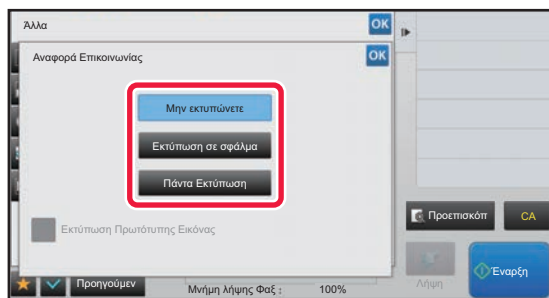 Άλλα
OK
Αναφορά Επικοινωνίας
OK
Μην εκτυπώνετε
Εκτύπωση σε σφάλμα
Πάντα Εκτύπωση
Εκτύπωση Πρωτότυπης Εικόνας
Προεπισκόπ
CA
Λήψη
Έναρξη
Προηγούμεν
Μνήμη λήψης Φαξ : 100%